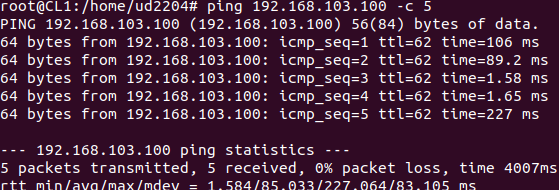 root@CL1:/home/ud2204# ping 192.168.103.100 -c 5
PING 192.168.103.100 (192.168.103.100) 56(84) bytes of data.
64 bytes from 192.168.103.100: icmp_seq=1 ttl=62 time=106 ms
64 bytes from 192.168.103.100: icmp_seq=2 ttl=62 time=89.2 ms
64 bytes from 192.168.103.100: icmp_seq=3 ttl=62 time=1.58 ms
64 bytes from 192.168.103.100: icmp_seq=4 ttl=62 time=1.65 ms
64 bytes from 192.168.103.100: icmp_seq=5 ttl=62 time=227 ms
--- 192.168.103.100 ping statistics ---
5 packets transmitted, 5 received, 0% packet loss, time 4007ms
rtt min/avg/max/mdev = 1.584/85.033/227.064/83.105 ms